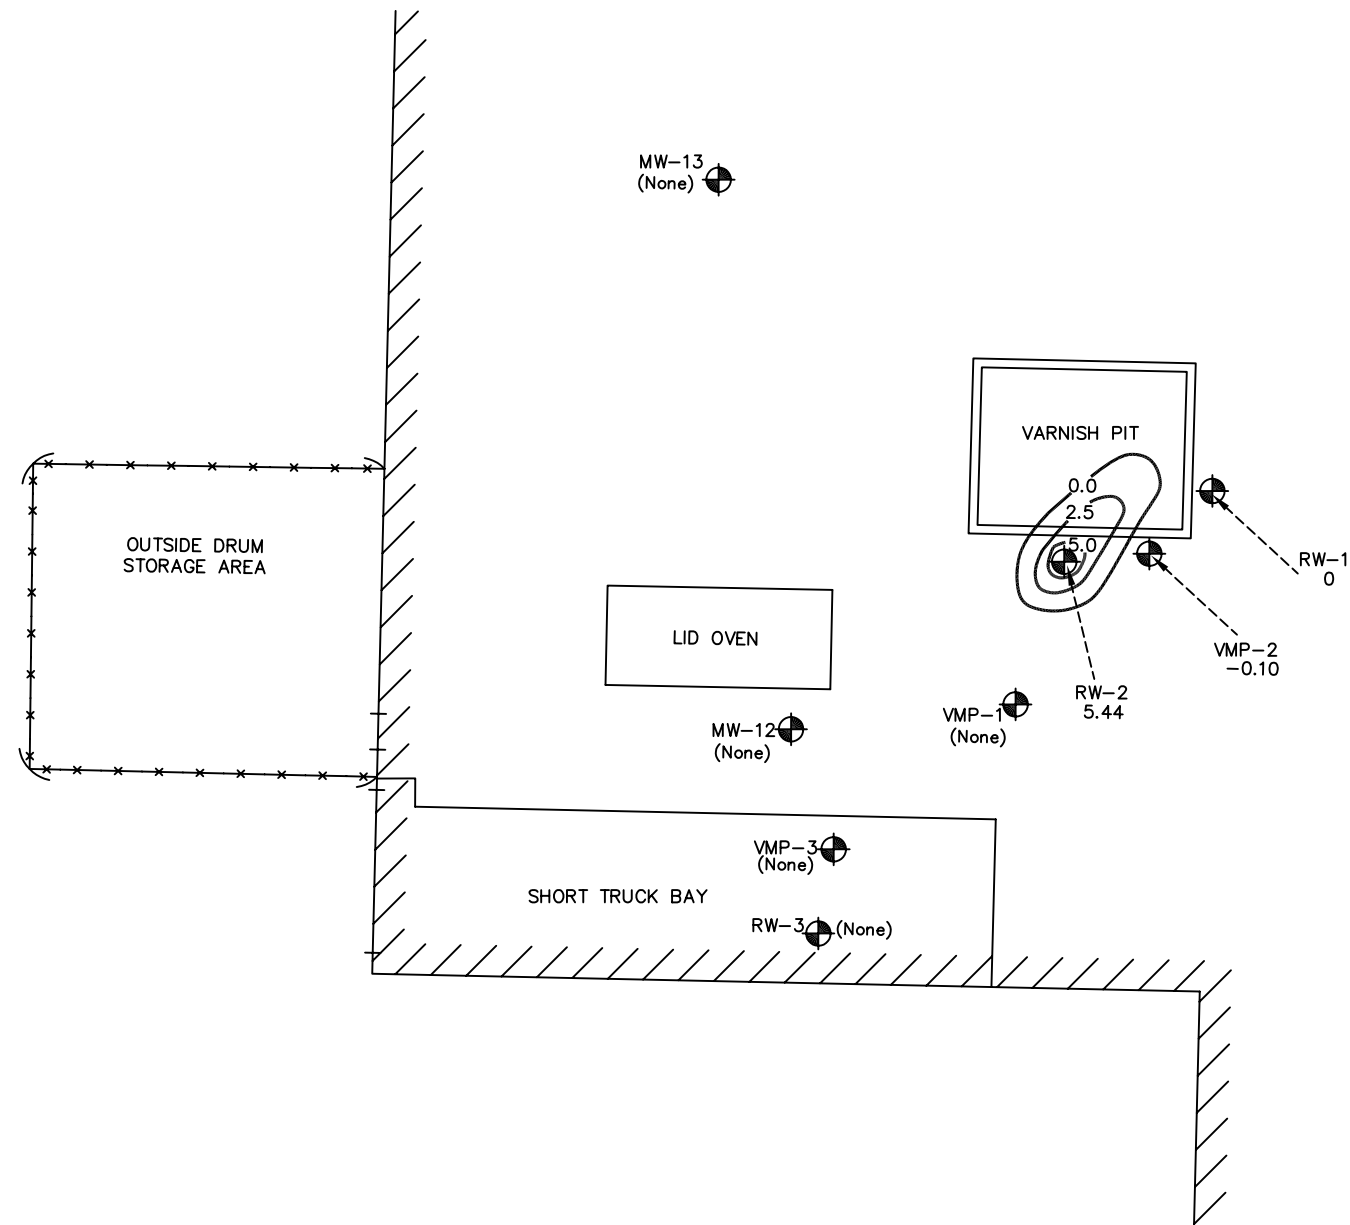 MW-13
(None)
VARNISH PIT
0.0
2.5
5.0
OUTSIDE DRUM
STORAGE AREA
RW-1
0
LID OVEN
VMP-2
-0.10
RW-2
5.44
VMP-1
(None)
MW-12
(None)
VMP-3
(None)
SHORT TRUCK BAY
RW-3 (None)